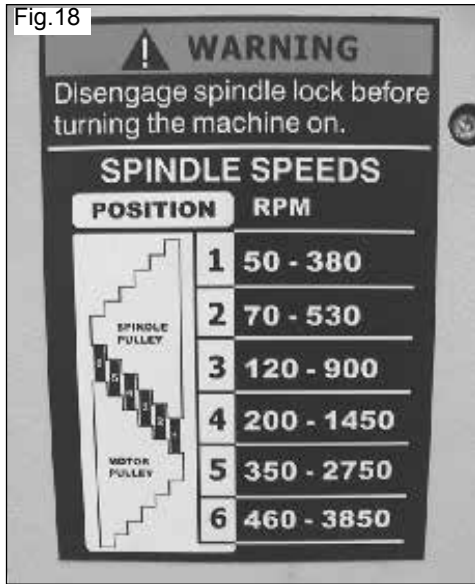 Fig.18
WARNING
Disengage spindle lock before
turning the machine on.
SPINDLE SPEEDS
POSITION RPM
1 50 - 380
2 70 - 530
3 120 - 900
4 200 - 1450
5 350 - 2750
6 460 - 3850
SPINDLE
PULLEY
MOTOR
PULLEY